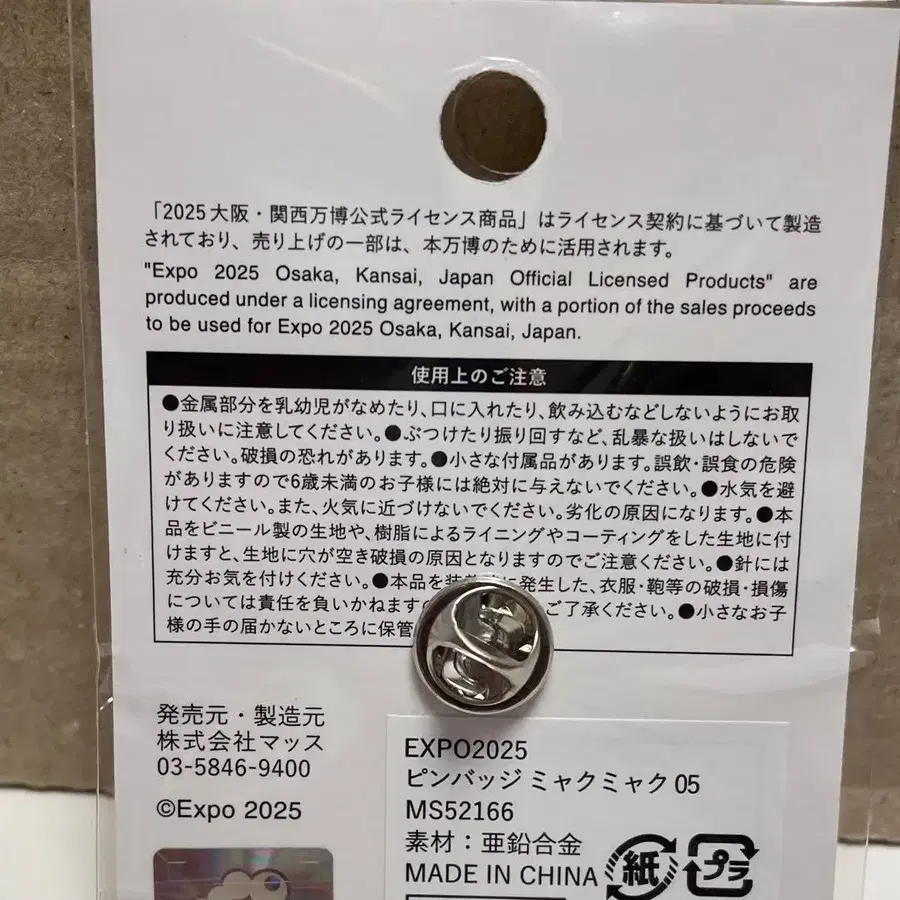 「2025大阪・関西万博公式ライセンス商品」はライセンス契約に基づいて製造
されており、売り上げの一部は、本万博のために活用されます。
"Expo 2025 Osaka, Kansai, Japan Official Licensed Products" are
produced under a licensing agreement, with a portion of the sales proceeds
to be used for Expo 2025 Osaka, Kansai, Japan.
使用上のご注意
●金属部分を乳幼児がなめたり、口に入れたり、飲み込むなどしないようにお取
り扱いに注意してください。●ぶつけたり振り回すなど、乱暴な扱いはしないで
ください。破損の恐れがあります。●小さな付属品があります。誤飲・誤食の危険
がありますので6歳未満のお子様には絶対に与えないでください。●水気を避
けてください。また、火気に近づけないでください。劣化の原因になります。●本
品をビニール製の生地や、樹脂によるライニングやコーティングをした生地に付
けますと、生地に穴が空き破損の原因となりますのでご注意ください。●針には
充分お気を付けください。●本品を装 に発生した、衣服・鞄等の破損・損傷
については責任を負いかねます ご了承ください。●小さなお子
様の手の届かないところに保管
発売元・製造元
株式会社マッス
03-5846-9400
©Expo 2025
EXPO2025
ピンバッジ ミャクミャク 05
MS52166
素材：亜鉛合金
MADE IN CHINA
紙
プラ